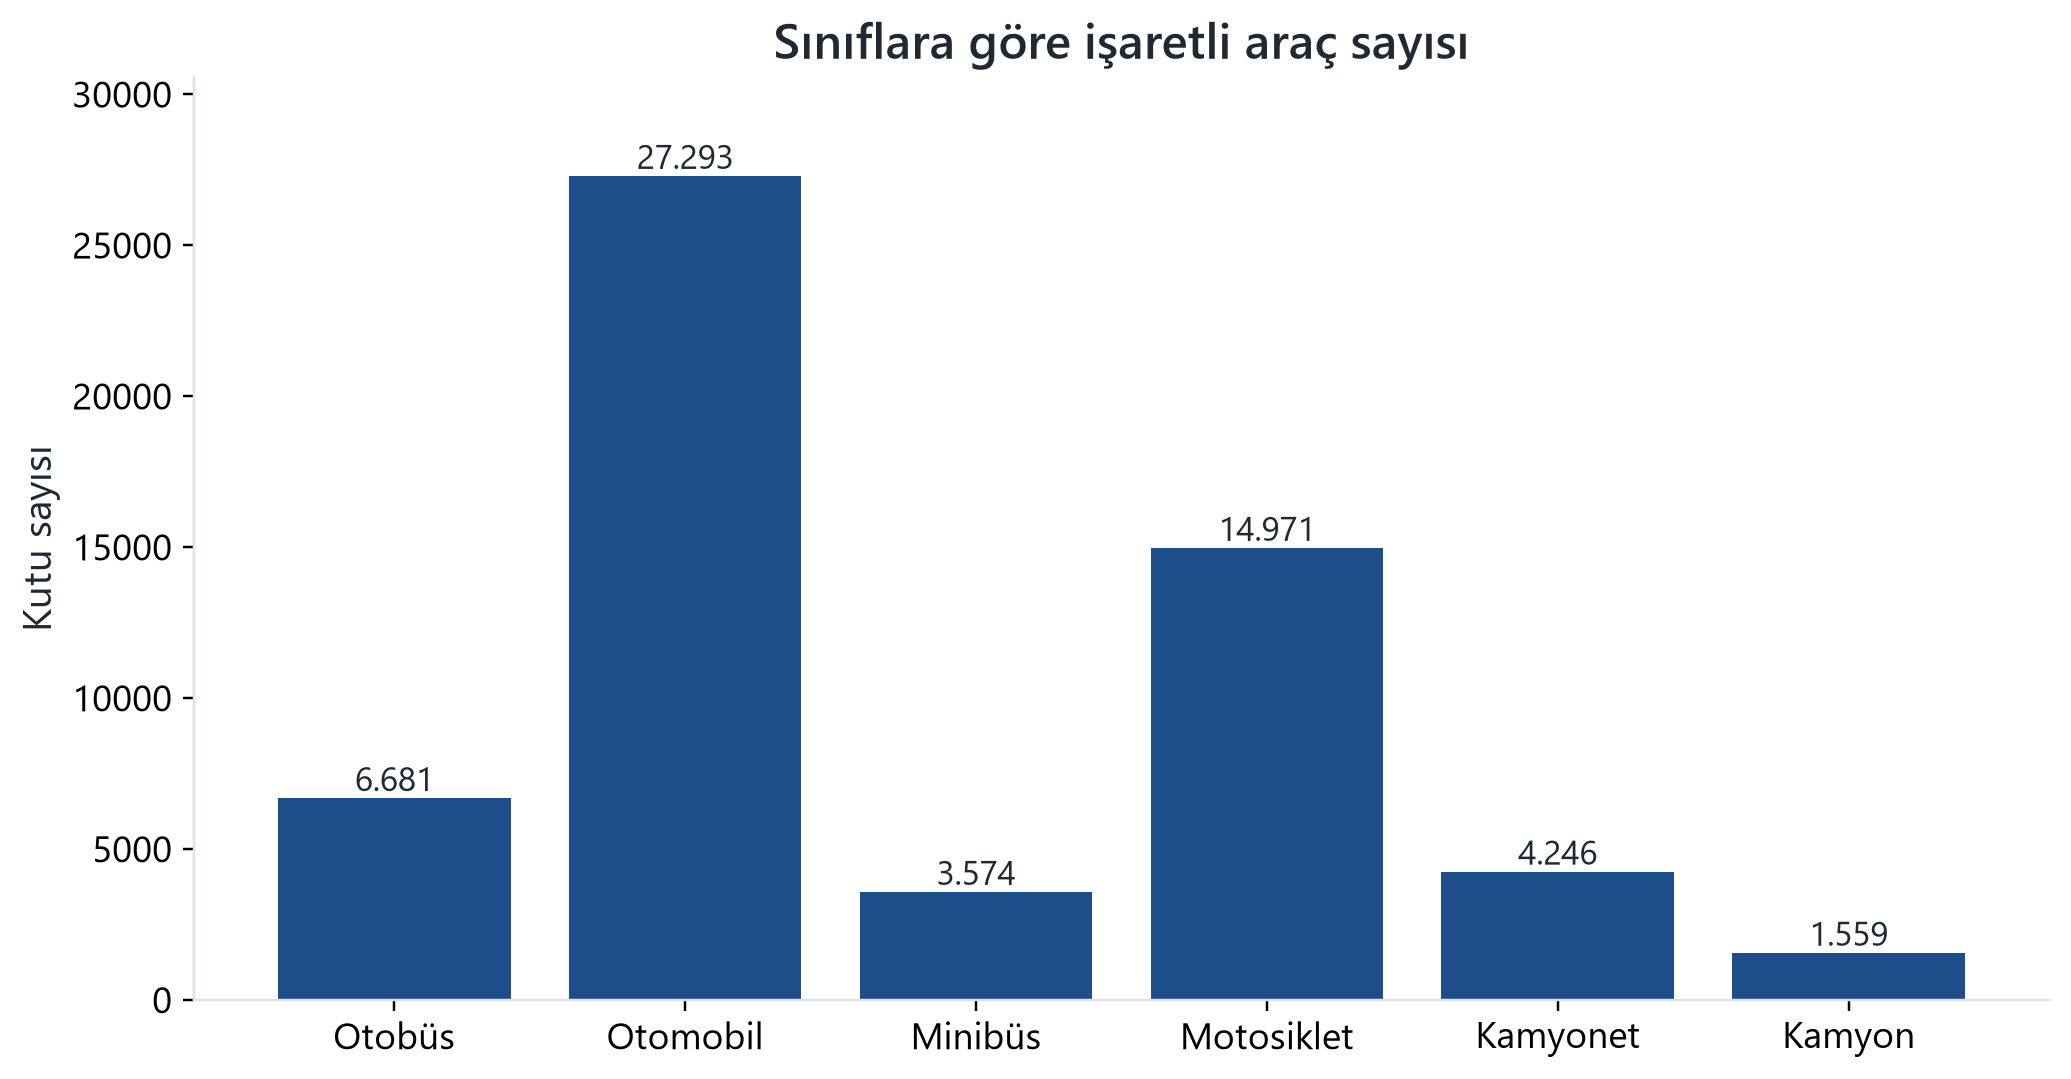 Sınıflara göre işaretli araç sayısı
Kutu sayısı
30000
25000
20000
15000
10000
5000
0
6.681
27.293
3.574
14.971
4.246
1.559
Otobüs
Otomobil
Minibüs
Motosiklet
Kamyonet
Kamyon